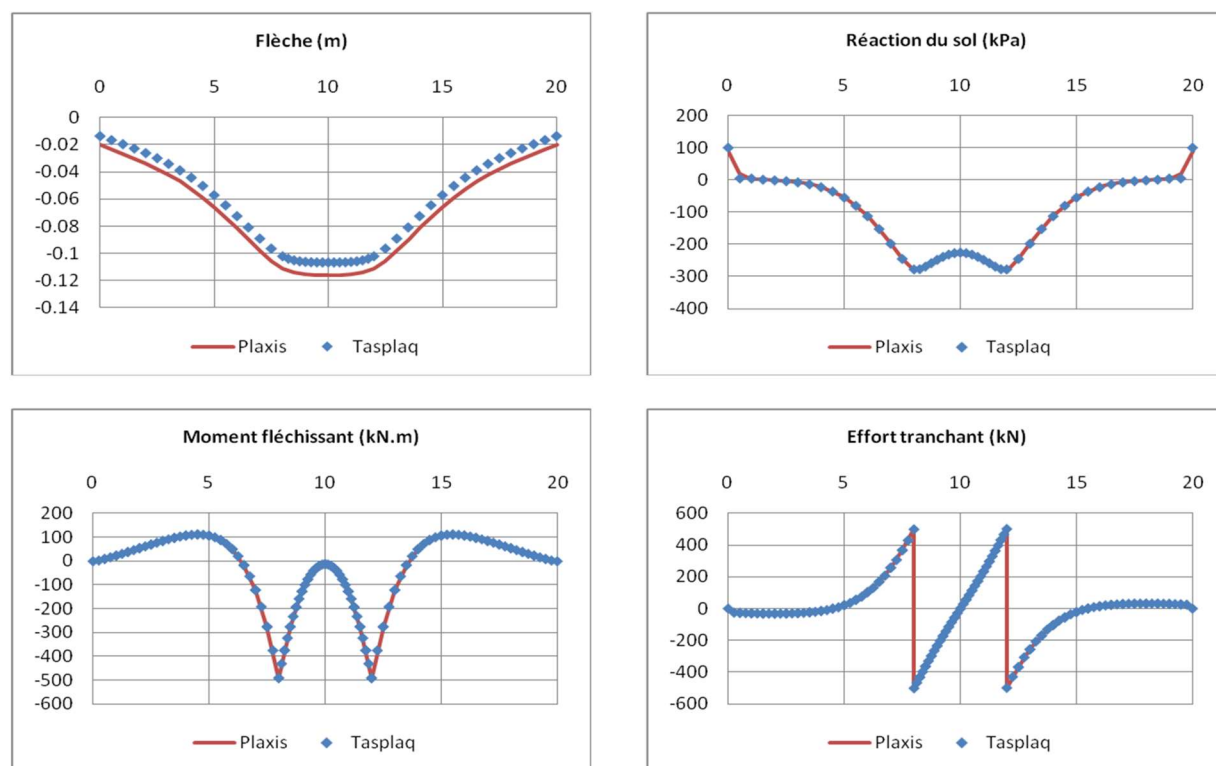 Flèche (m)
0 5 10 15 20
0
-0.02
-0.04
-0.06
-0.08
-0.1
-0.12
-0.14
Plaxis Tasplaq
Réaction du sol (kPa)
0 5 10 15 20
200
100
0
-100
-200
-300
-400
Plaxis Tasplaq
Moment fléchissant (kN.m)
0 5 10 15 20
200
100
0
-100
-200
-300
-400
-500
-600
Plaxis Tasplaq
Effort tranchant (kN)
0 5 10 15 20
600
400
200
0
-200
-400
-600
Plaxis Tasplaq